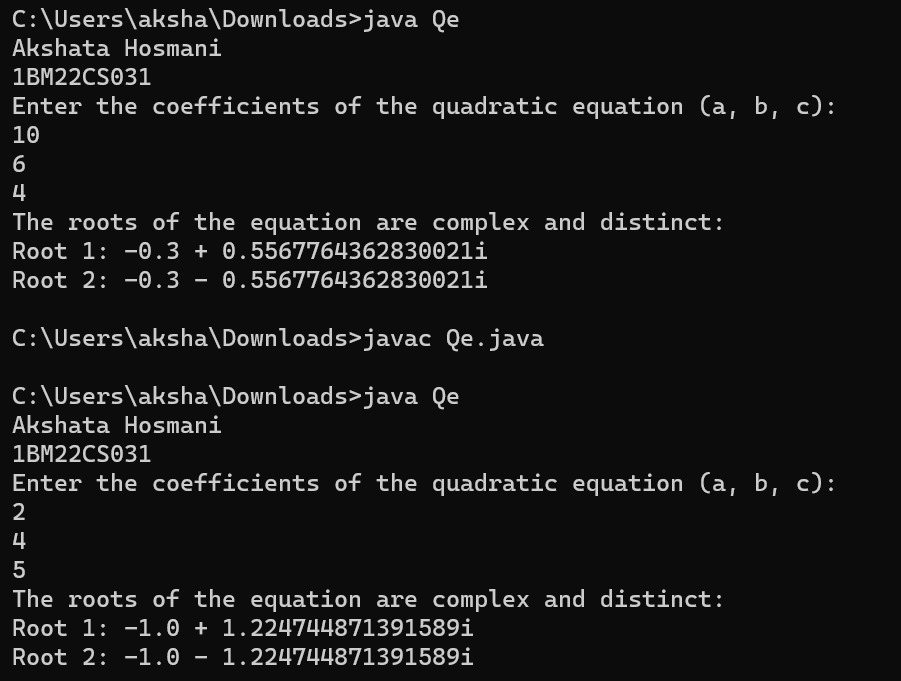 C:\Users\aksha\Downloads>java Qe
Akshata Hosmani
1BM22CS031
Enter the coefficients of the quadratic equation (a, b, c):
10
6
4
The roots of the equation are complex and distinct:
Root 1: -0.3 + 0.5567764362830021i
Root 2: -0.3 - 0.5567764362830021i
C:\Users\aksha\Downloads>javac Qe.java
C:\Users\aksha\Downloads>java Qe
Akshata Hosmani
1BM22CS031
Enter the coefficients of the quadratic equation (a, b, c):
2
4
5
The roots of the equation are complex and distinct:
Root 1: -1.0 + 1.224744871391589i
Root 2: -1.0 - 1.224744871391589i